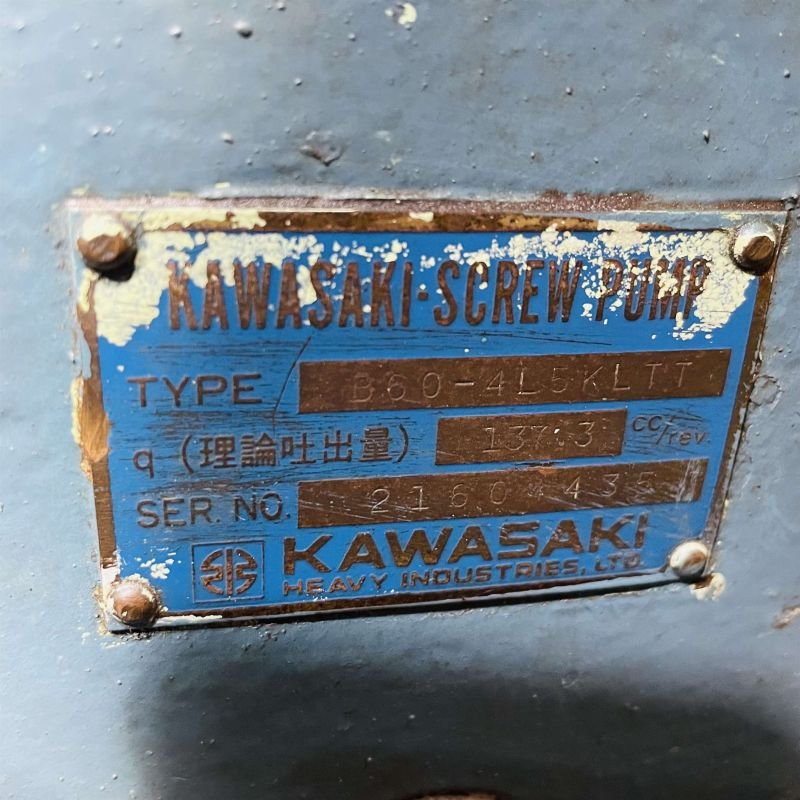 KAWASAKI·SCREW PUMP
TYPE B60-4L5KLTT
q (理論吐出量) 137.3 cc/rev
SER. NO.
KAWASAKI
HEAVY INDUSTRIES, LTD.